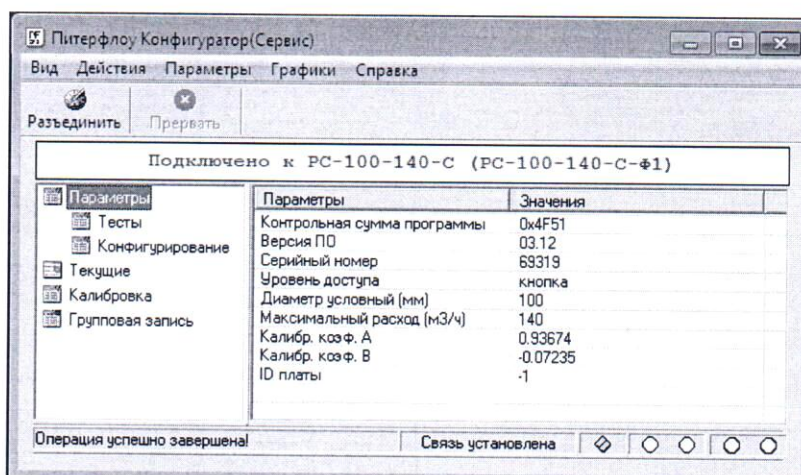 Питерфлоу Конфигуратор(Сервис)
Вид Действия Параметры Графики Справка
Разъединить Прервать
Подключено к РС-100-140-С (РС-100-140-С-Ф1)
Параметры
Тесты
Конфигурирование
Текущие
Калибровка
Групповая запись
Параметры Значения
Контрольная сумма программы 0x4F51
Версия ПО 03.12
Серийный номер 69319
Уровень доступа кнопка
Диаметр условный (мм) 100
Максимальный расход (м3/ч) 140
Калибр. коэф. А 0.93674
Калибр. коэф. В -0.07235
ID платы -1
Операция успешно завершена!
Связь установлена